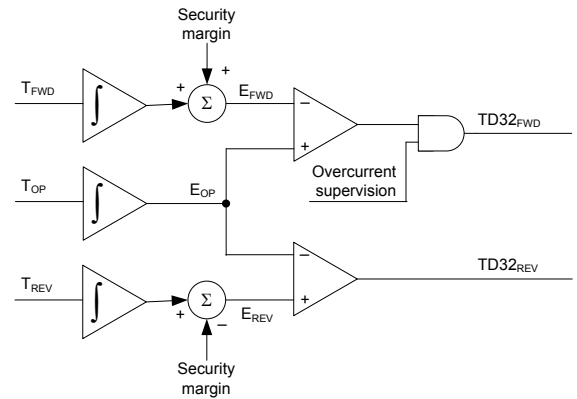 Security
margin
+
T_FWD
∫
+
Σ
E_FWD
−
+
TD32_FWD
Overcurrent
supervision
T_OP
∫
E_OP
−
+
TD32_REV
T_REV
∫
+
Σ
−
E_REV
Security
margin